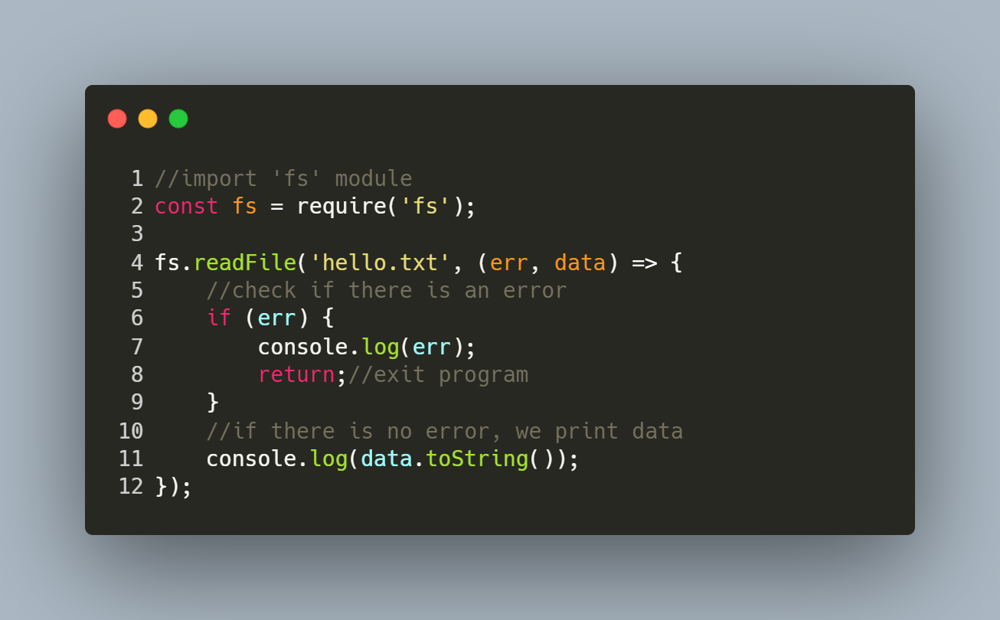 1 //import 'fs' module
2 const fs = require('fs');
3
4 fs.readFile('hello.txt', (err, data) => {
5     //check if there is an error
6     if (err) {
7         console.log(err);
8         return;//exit program
9     }
10     //if there is no error, we print data
11     console.log(data.toString());
12 });